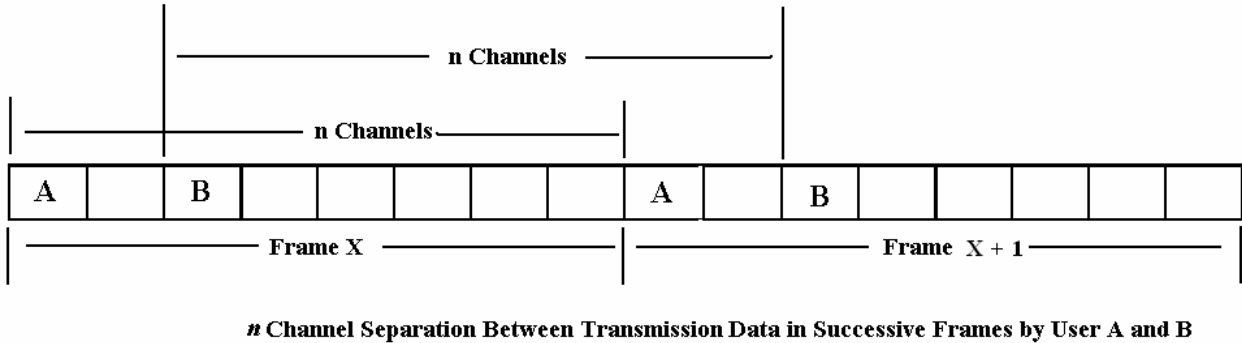 n Channels
n Channels
A B A B
Frame X Frame X + 1
n Channel Separation Between Transmission Data in Successive Frames by User A and B